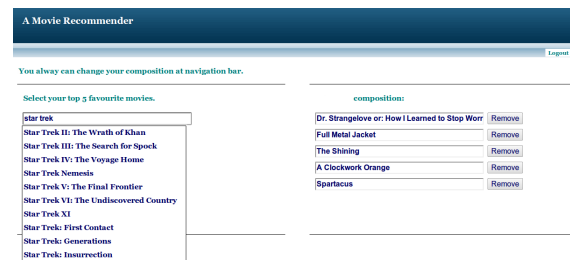 A Movie Recommender
Logout
You alway can change your composition at navigation bar.
Select your top 5 favourite movies.
star trek
Star Trek II: The Wrath of Khan
Star Trek III: The Search for Spock
Star Trek IV: The Voyage Home
Star Trek Nemesis
Star Trek V: The Final Frontier
Star Trek VI: The Undiscovered Country
Star Trek XI
Star Trek: First Contact
Star Trek: Generations
Star Trek: Insurrection
composition:
Dr. Strangelove or: How I Learned to Stop Worr Remove
Full Metal Jacket Remove
The Shining Remove
A Clockwork Orange Remove
Spartacus Remove